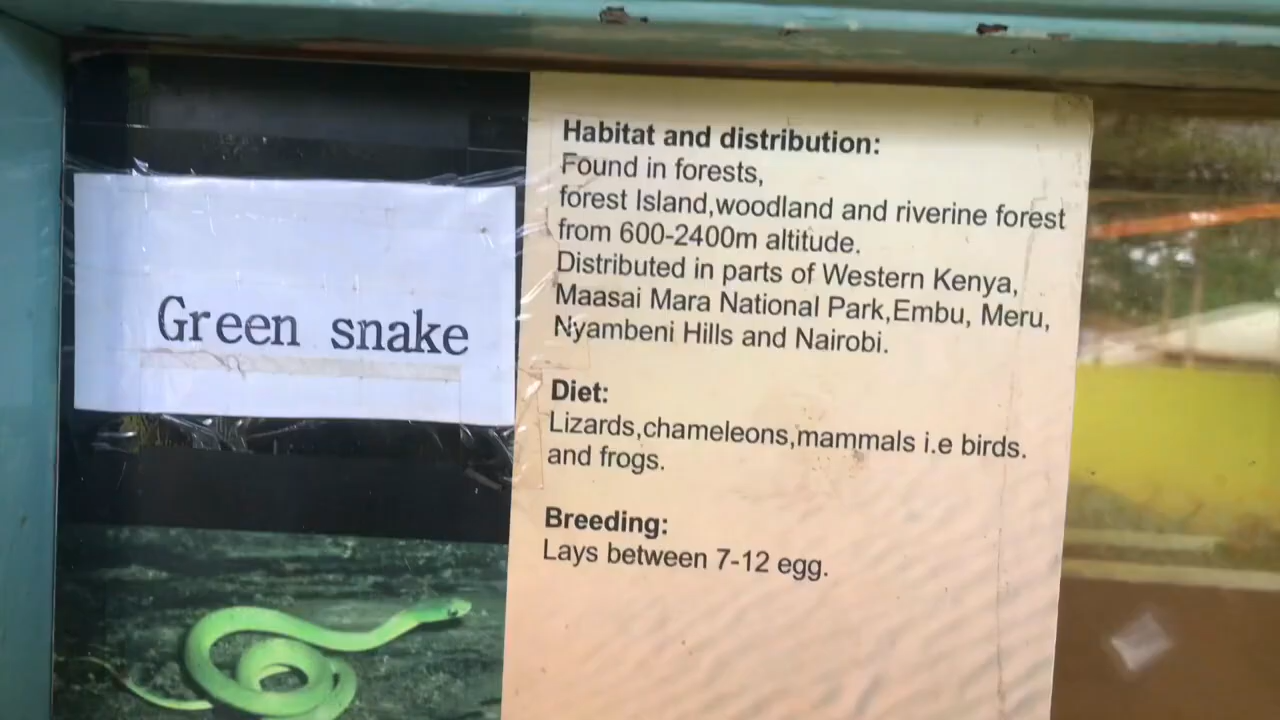 Green snake
Habitat and distribution:
Found in forests,
forest Island,woodland and riverine forest
from 600-2400m altitude.
Distributed in parts of Western Kenya,
Maasai Mara National Park,Embu, Meru,
Nyambeni Hills and Nairobi.
Diet:
Lizards,chameleons,mammals i.e birds.
and frogs.
Breeding:
Lays between 7-12 egg.